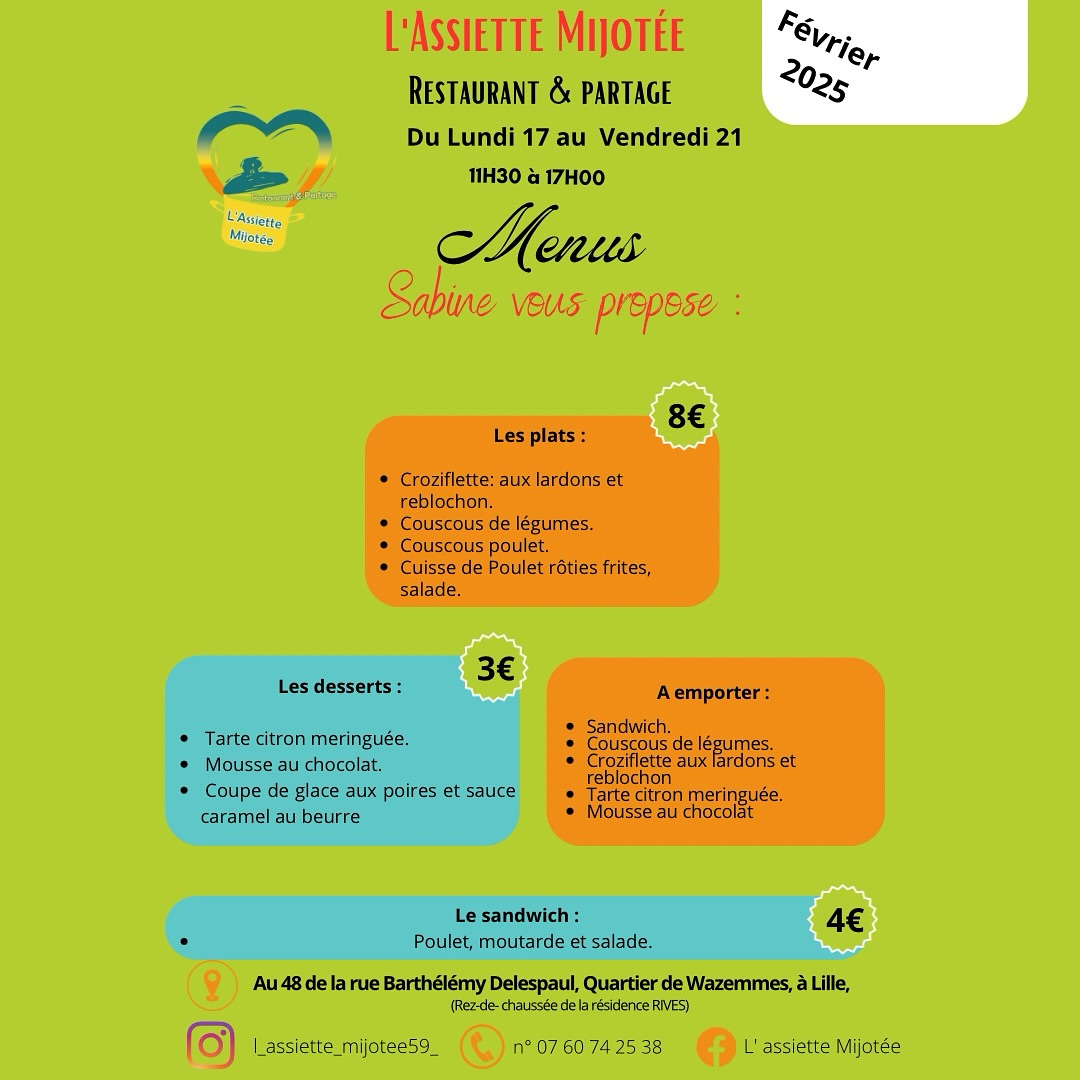 L'Assiette Mijotée
Restaurant & partage
Février
2025
Du Lundi 17 au Vendredi 21
11H30 à 17H00
Restaurant & Partage
L'Assiette
Mijotée
Menus
Sabine vous propose :
8€
Les plats :
• Croziflette: aux lardons et
reblochon.
• Couscous de légumes.
• Couscous poulet.
• Cuisse de Poulet rôties frites,
salade.
3€
Les desserts :
• Tarte citron meringuée.
• Mousse au chocolat.
• Coupe de glace aux poires et sauce
caramel au beurre
A emporter :
• Sandwich.
• Couscous de légumes.
• Croziflette aux lardons et
reblochon
• Tarte citron meringuée.
• Mousse au chocolat
4€
Le sandwich :
• Poulet, moutarde et salade.
Au 48 de la rue Barthélémy Delespaul, Quartier de Wazemmes, à Lille,
(Rez-de- chaussée de la résidence RIVES)
l_assiette_mijotee59_
n° 07 60 74 25 38
L' assiette Mijotée